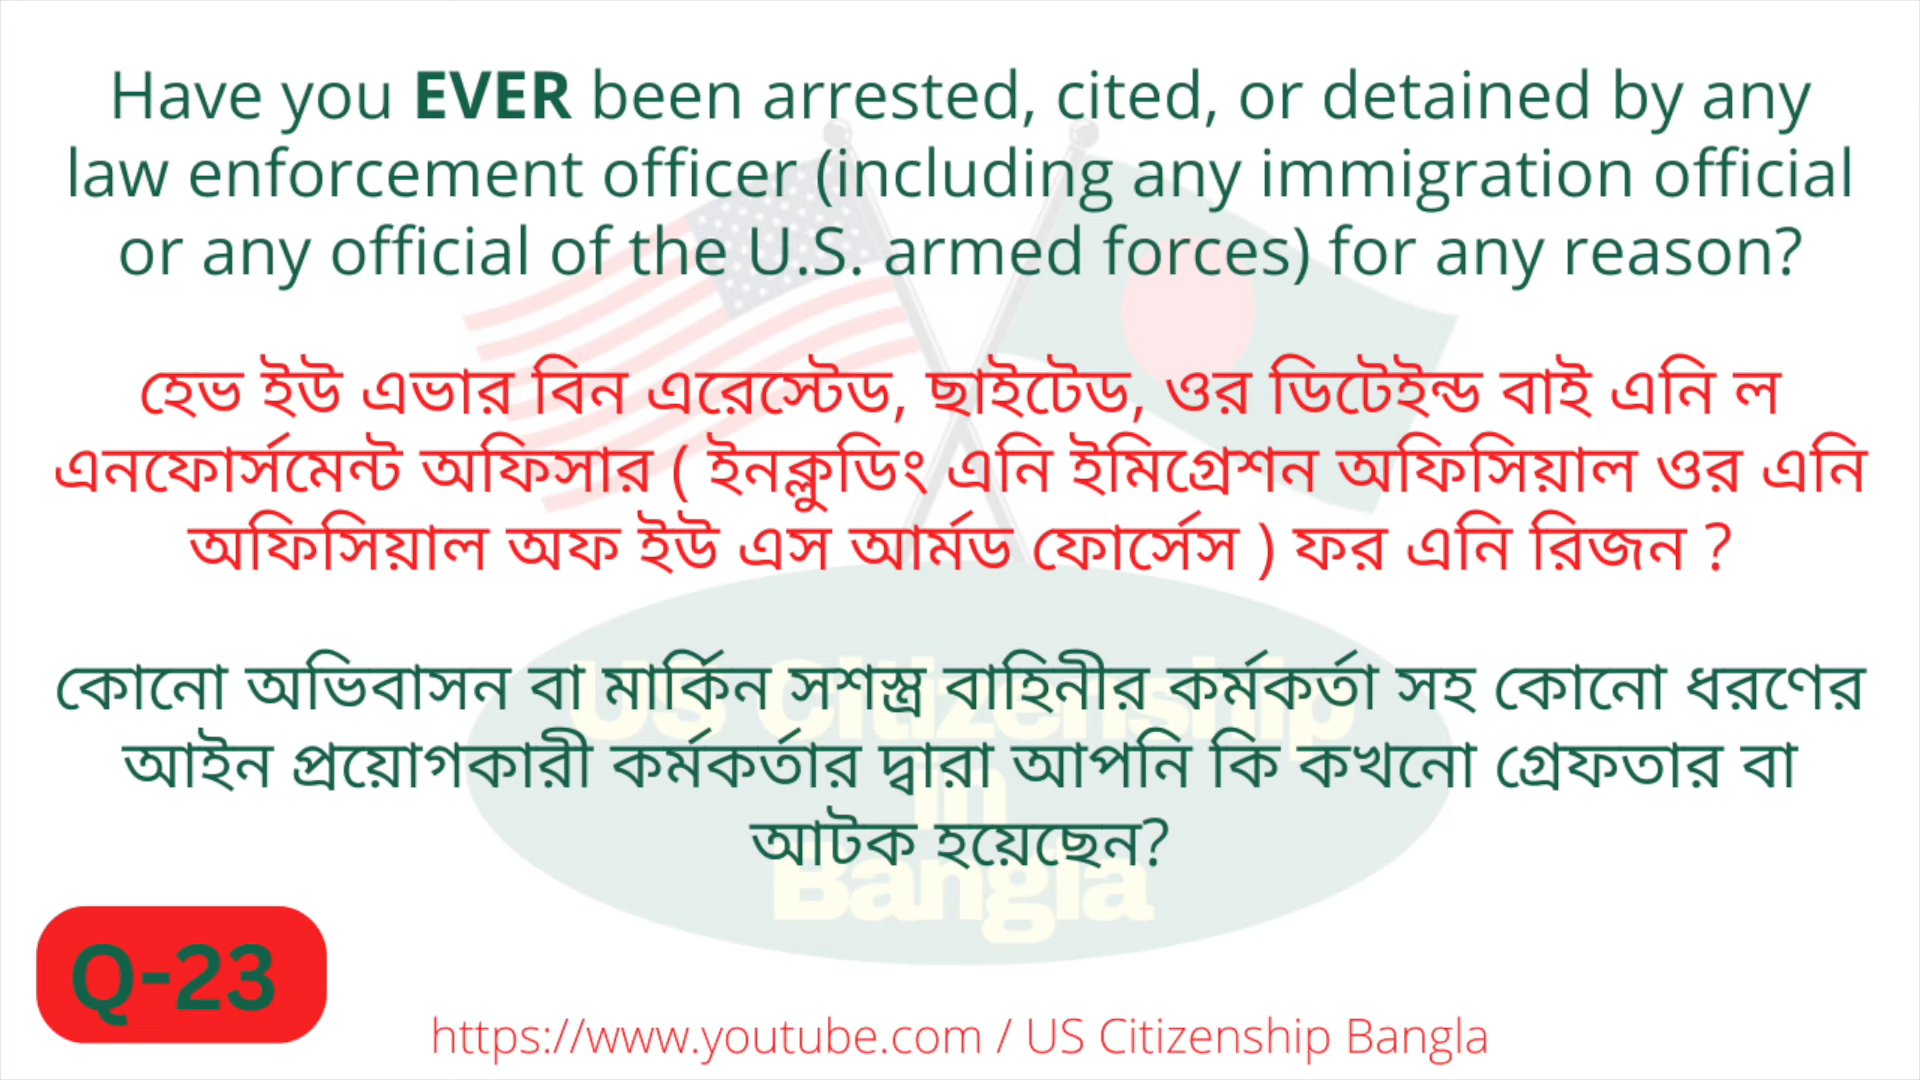 Have you EVER been arrested, cited, or detained by any
law enforcement officer (including any immigration official
or any official of the U.S. armed forces) for any reason?
হেভ ইউ এভার বিন এরেস্টেড, ছাইটেড, ওর ডিটেইন্ড বাই এনি ল
এনফোর্সমেন্ট অফিসার ( ইনক্লুডিং এনি ইমিগ্রেশন অফিসিয়াল ওর এনি
অফিসিয়াল অফ ইউ এস আর্মড ফোর্সেস ) ফর এনি রিজন ?
কোনো অভিবাসন বা মার্কিন সশস্ত্র বাহিনীর কর্মকর্তা সহ কোনো ধরণের
আইন প্রয়োগকারী কর্মকর্তার দ্বারা আপনি কি কখনো গ্রেফতার বা
আটক হয়েছেন?
US Citizenship
in
Bangla
Q-23
https://www.youtube.com / US Citizenship Bangla